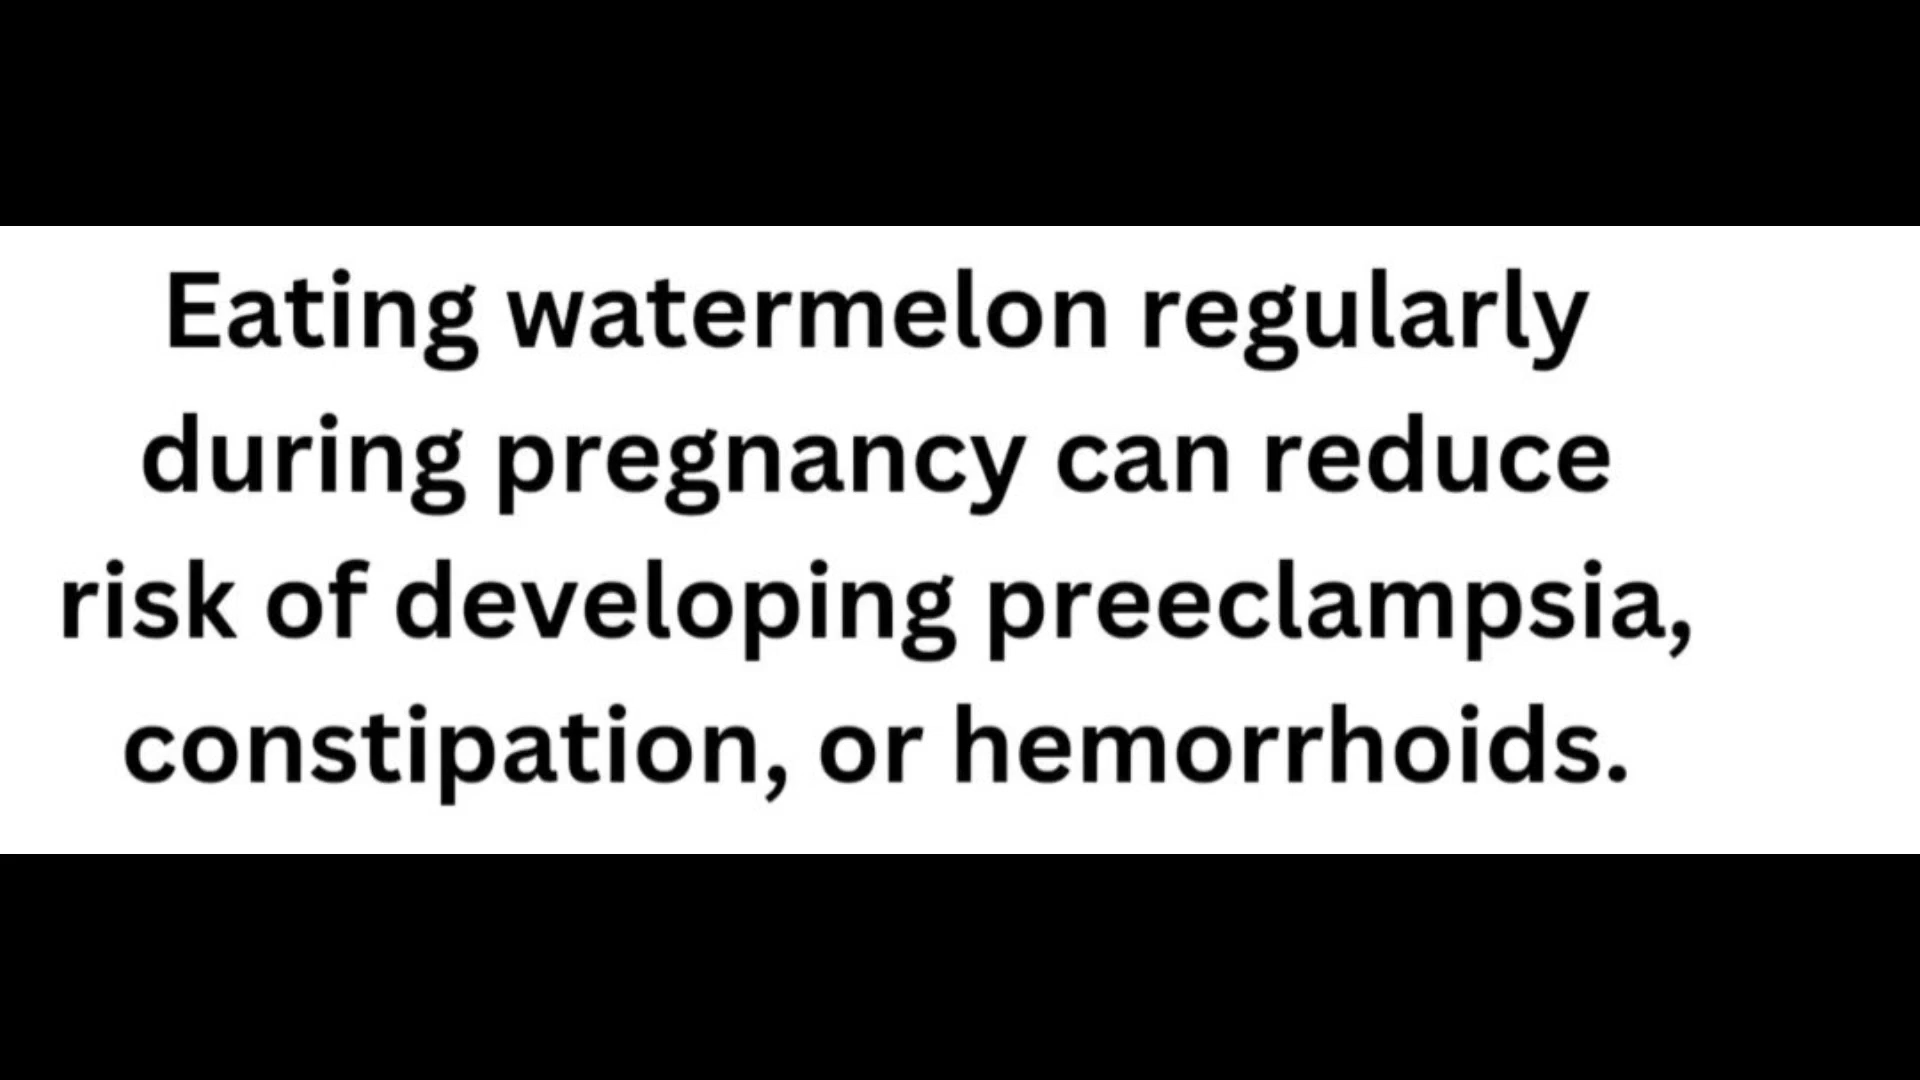 Eating watermelon regularly
during pregnancy can reduce
risk of developing preeclampsia,
constipation, or hemorrhoids.